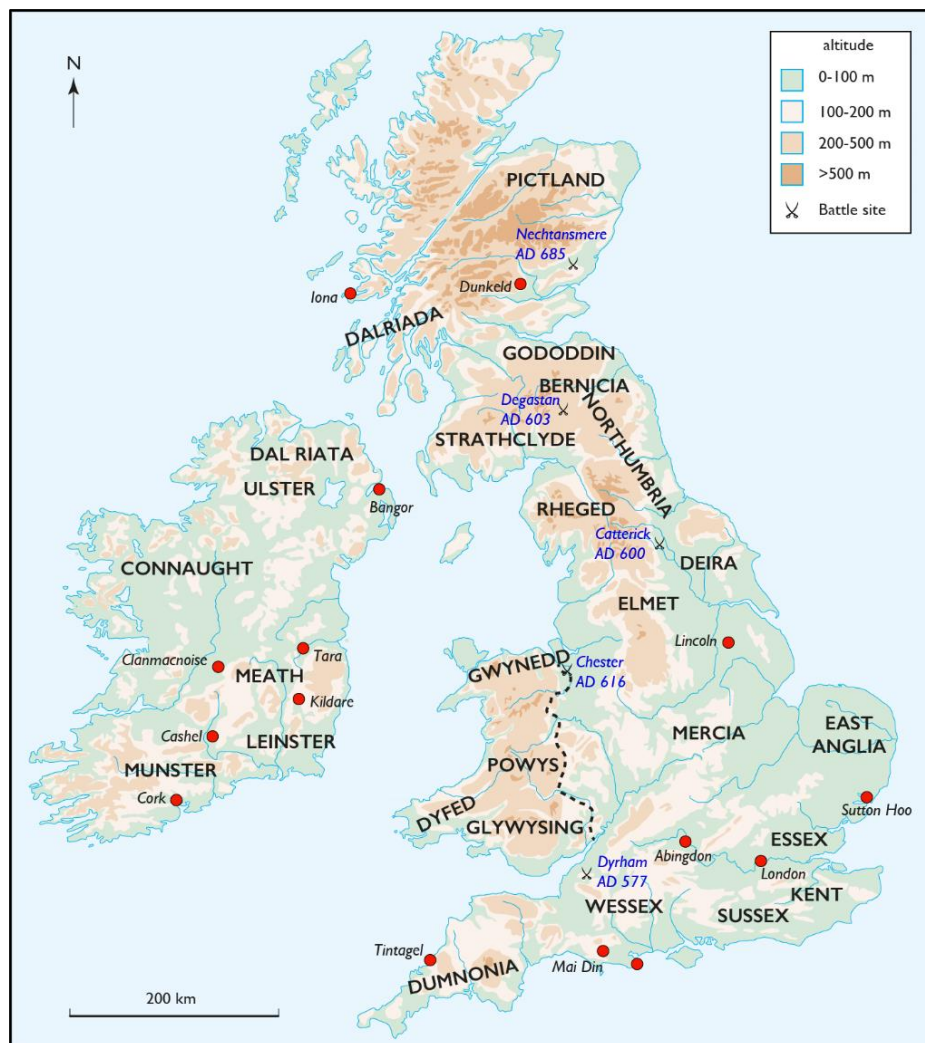 N
altitude
0-100 m
100-200 m
200-500 m
>500 m
Battle site
PICTLAND
Nechtansmere
AD 685
Dunkeld
Iona
DALRIADA
GODODDIN
BERNICIA
Degastan
AD 603
STRATHCLYDE
NORTHUMBRIA
DAL RIATA
ULSTER
Bangor
RHEGED
Catterick
AD 600
DEIRA
CONNAUGHT
ELMET
Lincoln
Clanmacnoise
Tara
MEATH
Kildare
GWYNEDD
Chester
AD 616
Cashel
LEINSTER
MUNSTER
Cork
MERCIA
EAST
ANGLIA
POWYS
DYFED
GLYWYSING
Sutton Hoo
ESSEX
Abingdon
London
Dyrham
AD 577
KENT
WESSEX
SUSSEX
Tintagel
Mai Din
DUMNONIA
200 km